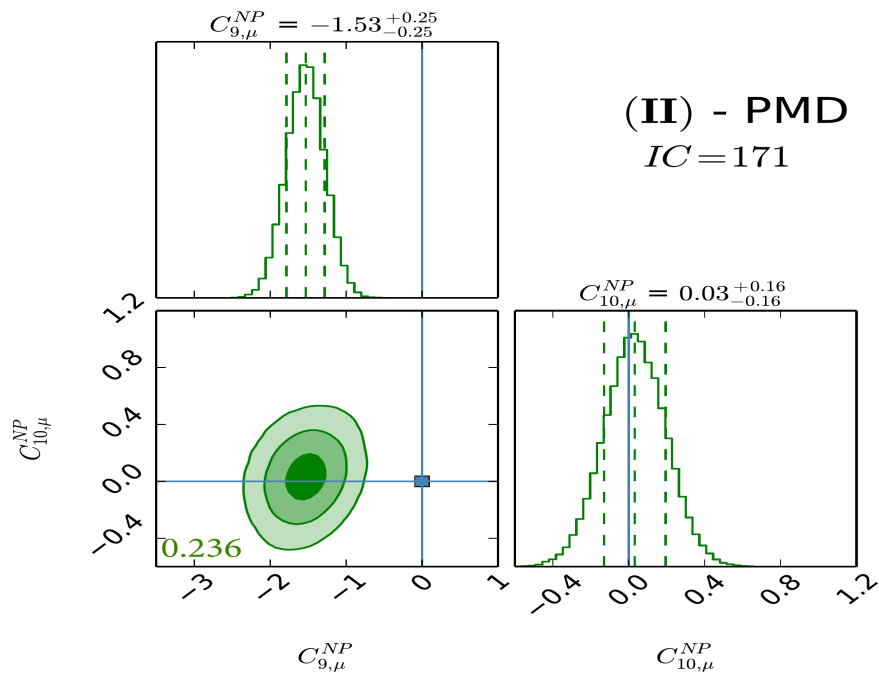 C^{NP}_{9,μ} = −1.53^{+0.25}_{−0.25}
(II) - PMD
IC=171
C^{NP}_{10,μ} = 0.03^{+0.16}_{−0.16}
1.2
0.8
0.4
0.0
−0.4
C^{NP}_{10,μ}
0.236
−3 −2 −1 0 1
−0.4 0.0 0.4 0.8 1.2
C^{NP}_{9,μ}
C^{NP}_{10,μ}